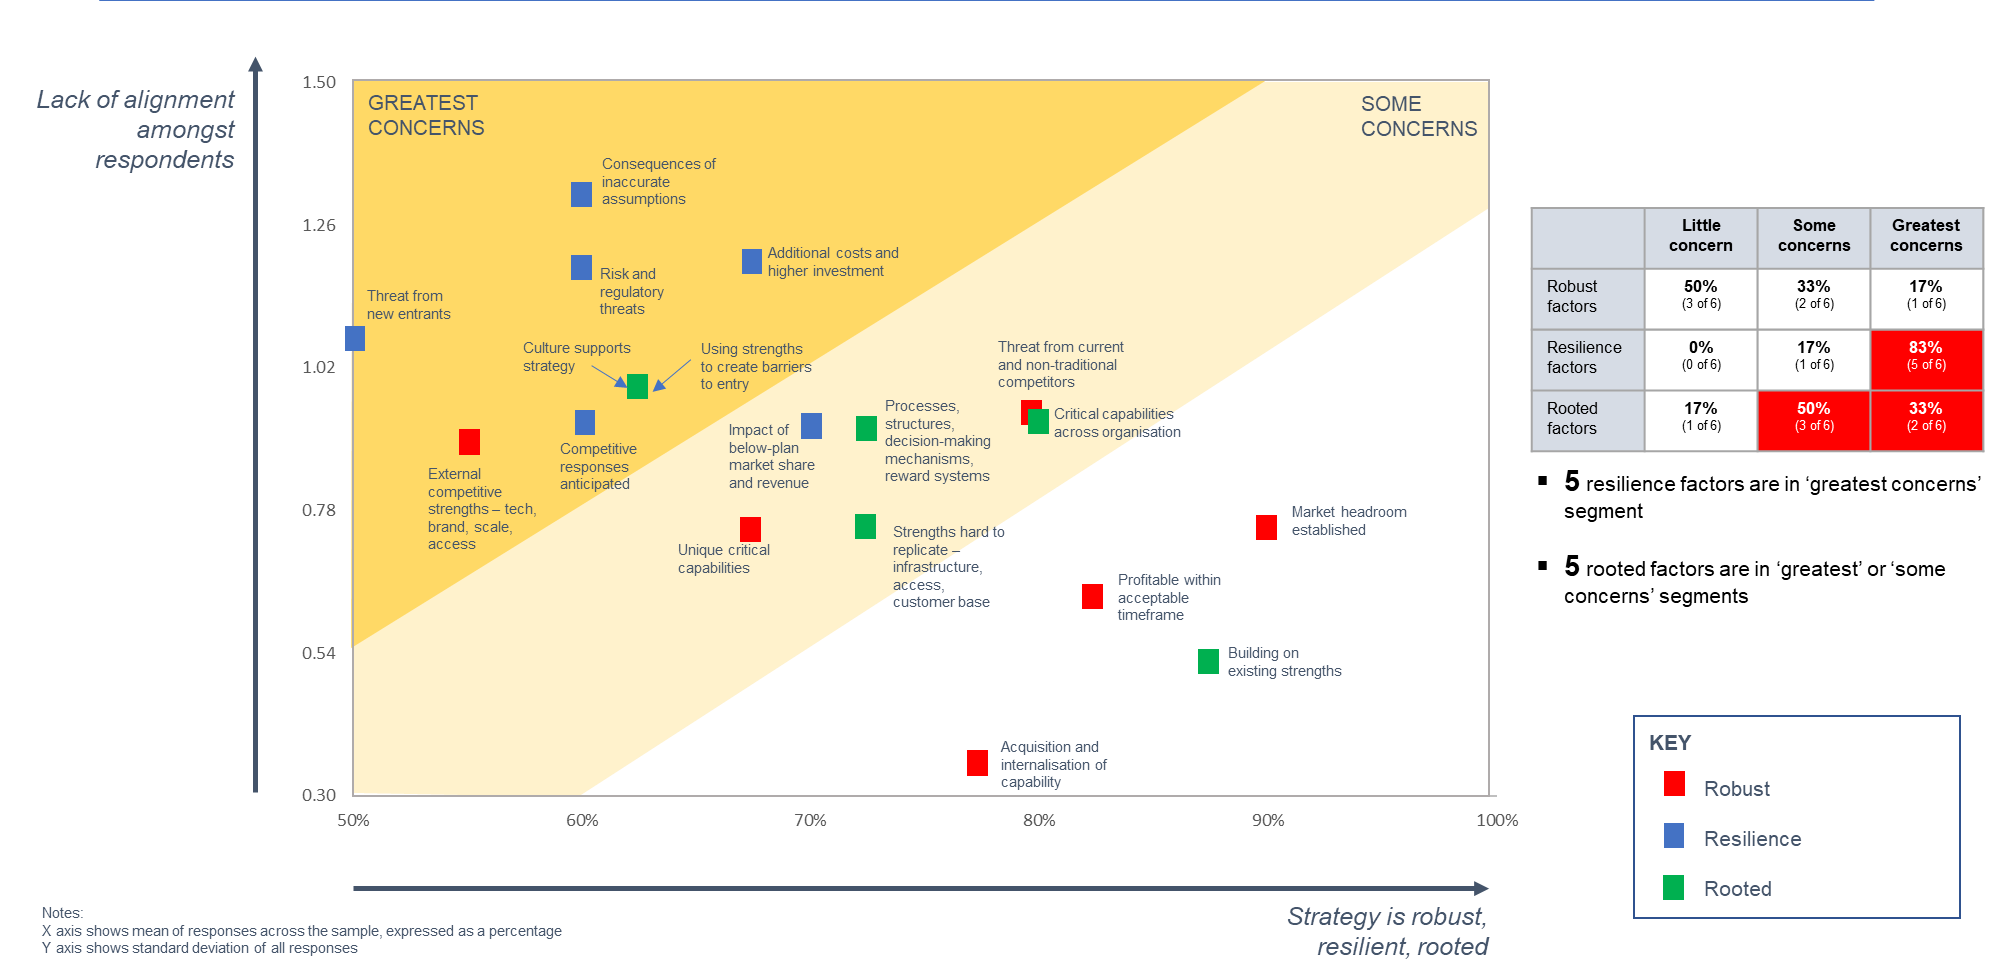 Lack of alignment
amongst
respondents
1.50
1.26
1.02
0.78
0.54
0.30
GREATEST
CONCERNS
SOME
CONCERNS
Consequences of
inaccurate
assumptions
Additional costs and
higher investment
Risk and
regulatory
threats
Threat from
new entrants
Culture supports
strategy
Using strengths
to create barriers
to entry
Threat from current
and non-traditional
competitors
Critical capabilities
across organisation
Processes,
structures,
decision-making
mechanisms,
reward systems
Impact of
below-plan
market share
and revenue
Competitive
responses
anticipated
External
competitive
strengths – tech,
brand, scale,
access
Unique critical
capabilities
Strengths hard to
replicate –
infrastructure,
access,
customer base
Market headroom
established
Profitable within
acceptable
timeframe
Building on
existing strengths
Acquisition and
internalisation of
capability
50%
60%
70%
80%
90%
100%
Strategy is robust,
resilient, rooted
Notes:
X axis shows mean of responses across the sample, expressed as a percentage
Y axis shows standard deviation of all responses
Little
concern
Some
concerns
Greatest
concerns
Robust
factors
50%
(3 of 6)
33%
(2 of 6)
17%
(1 of 6)
Resilience
factors
0%
(0 of 6)
17%
(1 of 6)
83%
(5 of 6)
Rooted
factors
17%
(1 of 6)
50%
(3 of 6)
33%
(2 of 6)
▪ 5 resilience factors are in ‘greatest concerns’
segment
▪ 5 rooted factors are in ‘greatest’ or ‘some
concerns’ segments
KEY
Robust
Resilience
Rooted